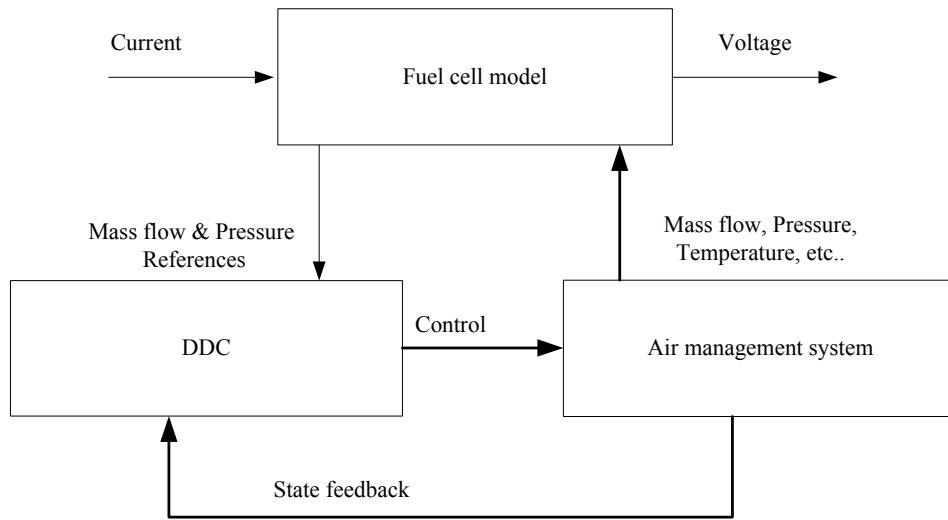 Current
Voltage
Fuel cell model
Mass flow & Pressure
References
Mass flow, Pressure,
Temperature, etc..
DDC
Control
Air management system
State feedback